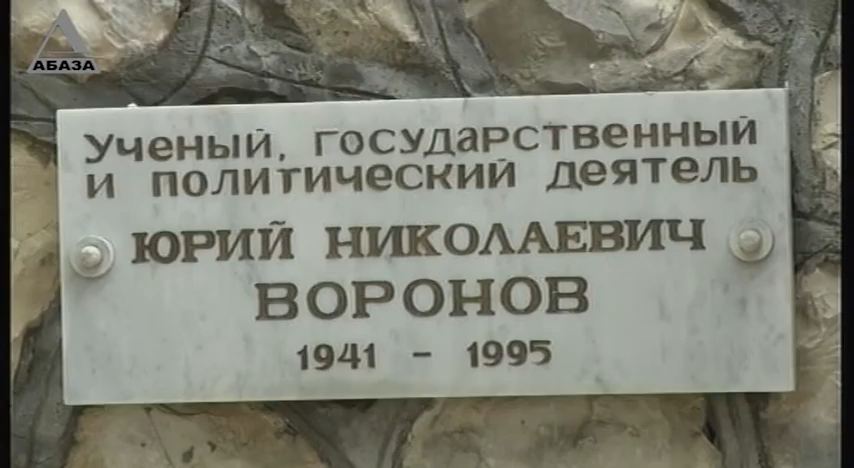 АБАЗА
Ученый, государственный
и политический деятель
ЮРИЙ НИКОЛАЕВИЧ
ВОРОНОВ
1941 - 1995